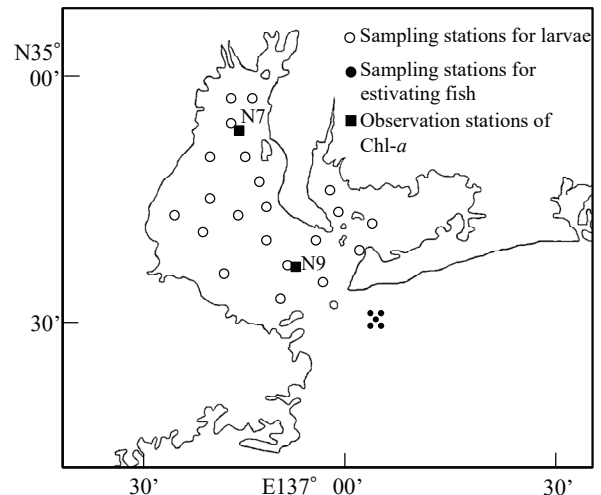 Sampling stations for larvae
Sampling stations for
estivating fish
Observation stations of
Chl-a
N35°
00’
N7
N9
30’
30’
E137° 00’
30’